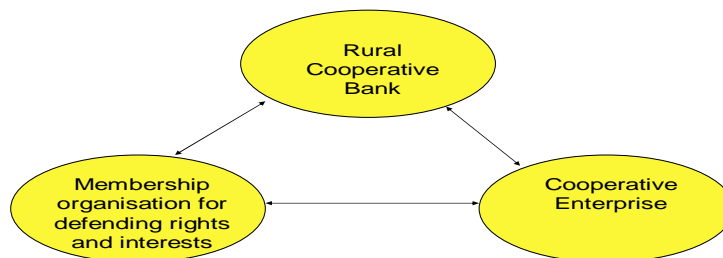 Rural
Cooperative
Bank
Membership
organisation for
defending rights
and interests
Cooperative
Enterprise